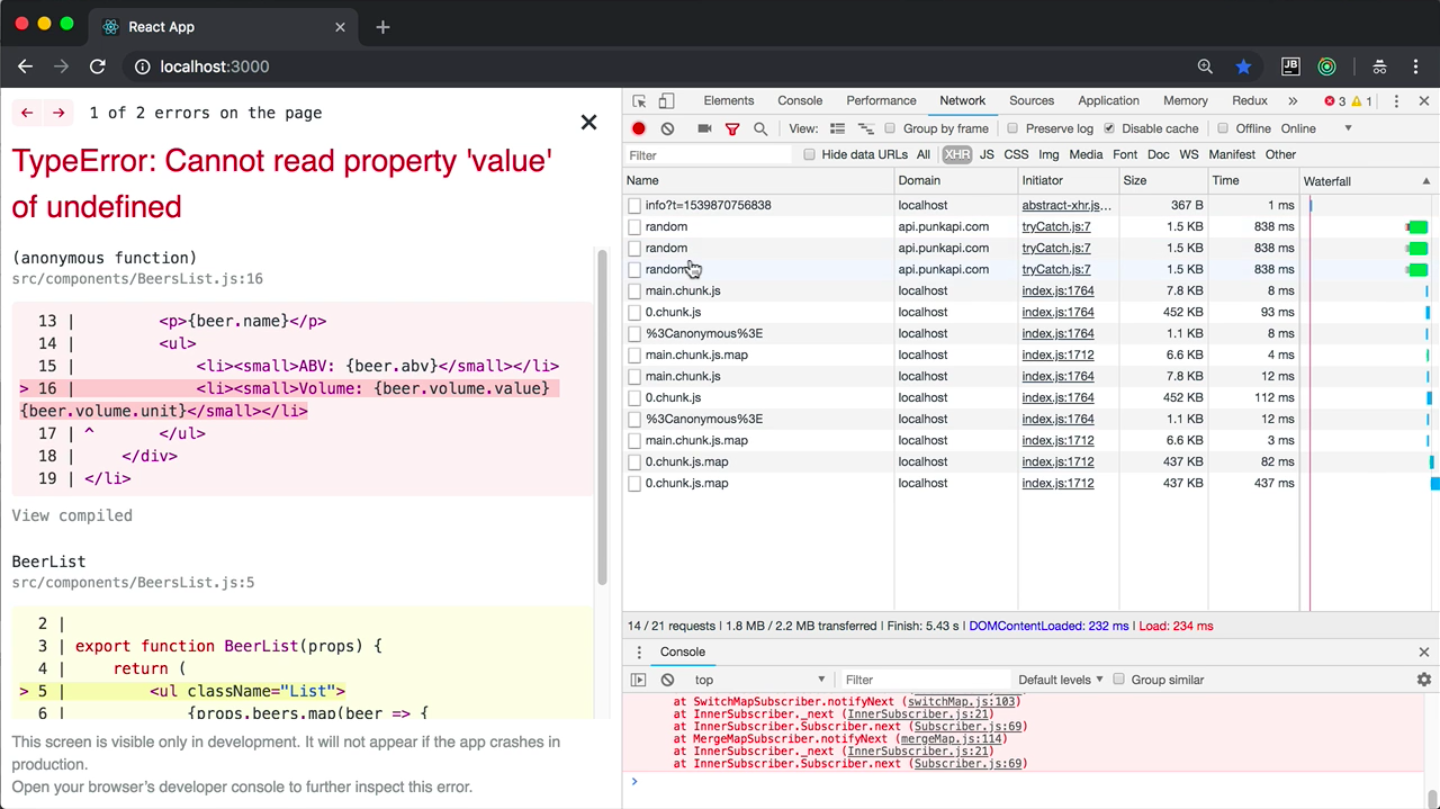 React App
localhost:3000
1 of 2 errors on the page
TypeError: Cannot read property 'value'
of undefined
(anonymous function)
src/components/BeersList.js:16
13 | <p>{beer.name}</p>
14 | <ul>
15 | <li><small>ABV: {beer.abv}</small></li>
> 16 | <li><small>Volume: {beer.volume.value}
{beer.volume.unit}</small></li>
17 | ^ </ul>
18 | </div>
19 | </li>
View compiled
BeerList
src/components/BeersList.js:5
2 |
3 | export function BeerList(props) {
4 | return (
> 5 | <ul className="List">
6 | {props.beers.map(beer => {
This screen is visible only in development. It will not appear if the app crashes in
production.
Open your browser's developer console to further inspect this error.
JB
Elements Console Performance Network Sources Application Memory Redux » 3 1
View: Group by frame Preserve log Disable cache Offline Online
Filter Hide data URLs All XHR JS CSS Img Media Font Doc WS Manifest Other
Name Domain Initiator Size Time Waterfall
info?t=1539870756838 localhost abstract-xhr.js... 367 B 1 ms
random api.punkapi.com tryCatch.js:7 1.5 KB 838 ms
random api.punkapi.com tryCatch.js:7 1.5 KB 838 ms
random api.punkapi.com tryCatch.js:7 1.5 KB 838 ms
main.chunk.js localhost index.js:1764 7.8 KB 8 ms
0.chunk.js localhost index.js:1764 452 KB 93 ms
%3Canonymous%3E localhost index.js:1764 1.1 KB 8 ms
main.chunk.js.map localhost index.js:1712 6.6 KB 4 ms
main.chunk.js localhost index.js:1764 7.8 KB 12 ms
0.chunk.js localhost index.js:1764 452 KB 112 ms
%3Canonymous%3E localhost index.js:1764 1.1 KB 12 ms
main.chunk.js.map localhost index.js:1712 6.6 KB 3 ms
0.chunk.js.map localhost index.js:1712 437 KB 82 ms
0.chunk.js.map localhost index.js:1712 437 KB 437 ms
14 / 21 requests | 1.8 MB / 2.2 MB transferred | Finish: 5.43 s | DOMContentLoaded: 232 ms | Load: 234 ms
Console
top Filter Default levels Group similar
at SwitchMapSubscriber.notifyNext (switchMap.js:103)
at InnerSubscriber._next (InnerSubscriber.js:21)
at InnerSubscriber.Subscriber.next (Subscriber.js:69)
at MergeMapSubscriber.notifyNext (mergeMap.js:114)
at InnerSubscriber._next (InnerSubscriber.js:21)
at InnerSubscriber.Subscriber.next (Subscriber.js:69)
>